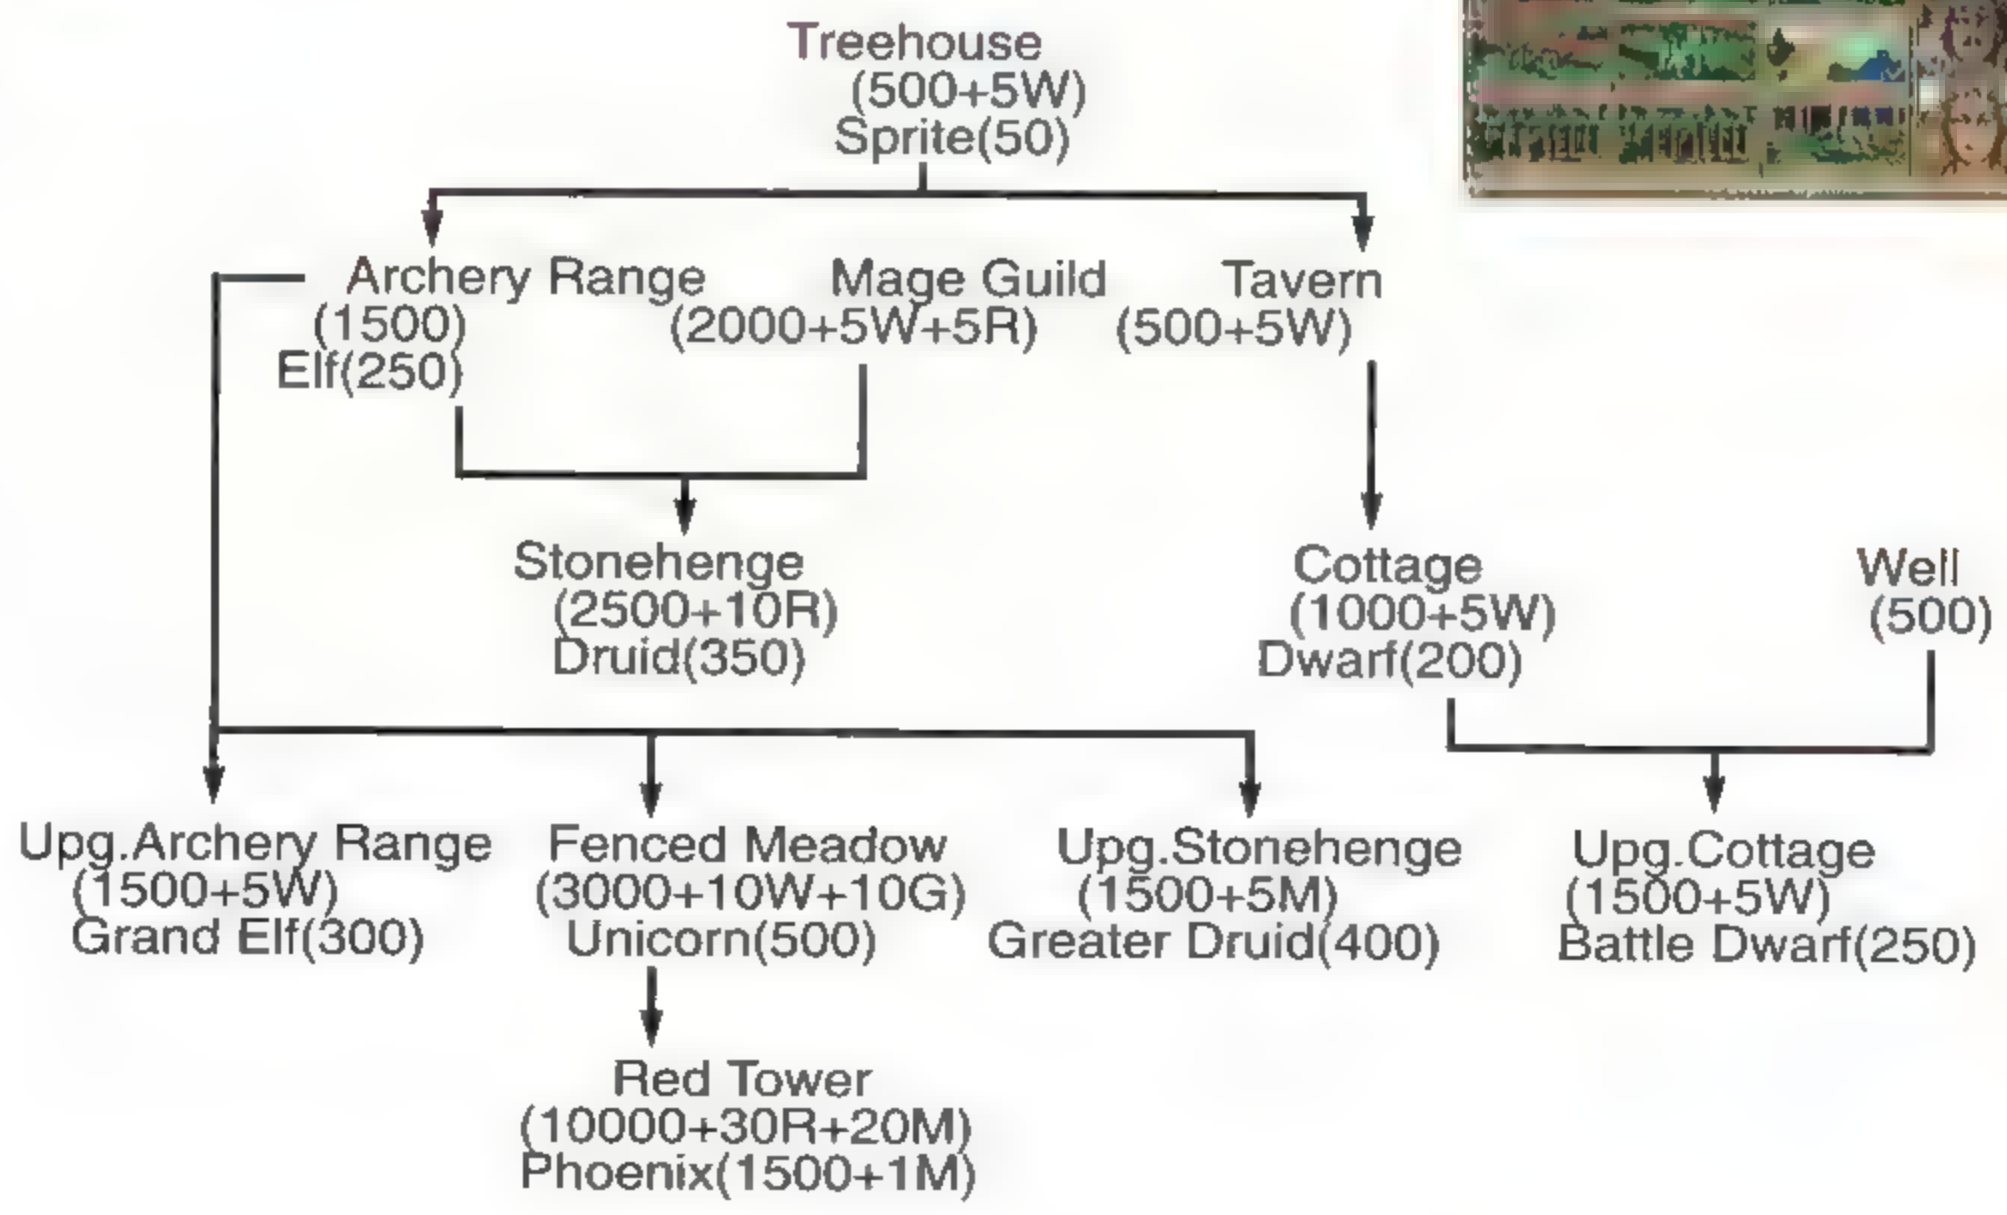 Treehouse
(500+5W)
Sprite(50)
Archery Range
(1500)
Elf(250)
Mage Guild
(2000+5W+5R)
Tavern
(500+5W)
Stonehenge
(2500+10R)
Druid(350)
Cottage
(1000+5W)
Dwarf(200)
Well
(500)
Upg.Archery Range
(1500+5W)
Grand Elf(300)
Fenced Meadow
(3000+10W+10G)
Unicorn(500)
Upg.Stonehenge
(1500+5M)
Greater Druid(400)
Upg.Cottage
(1500+5W)
Battle Dwarf(250)
Red Tower
(10000+30R+20M)
Phoenix(1500+1M)